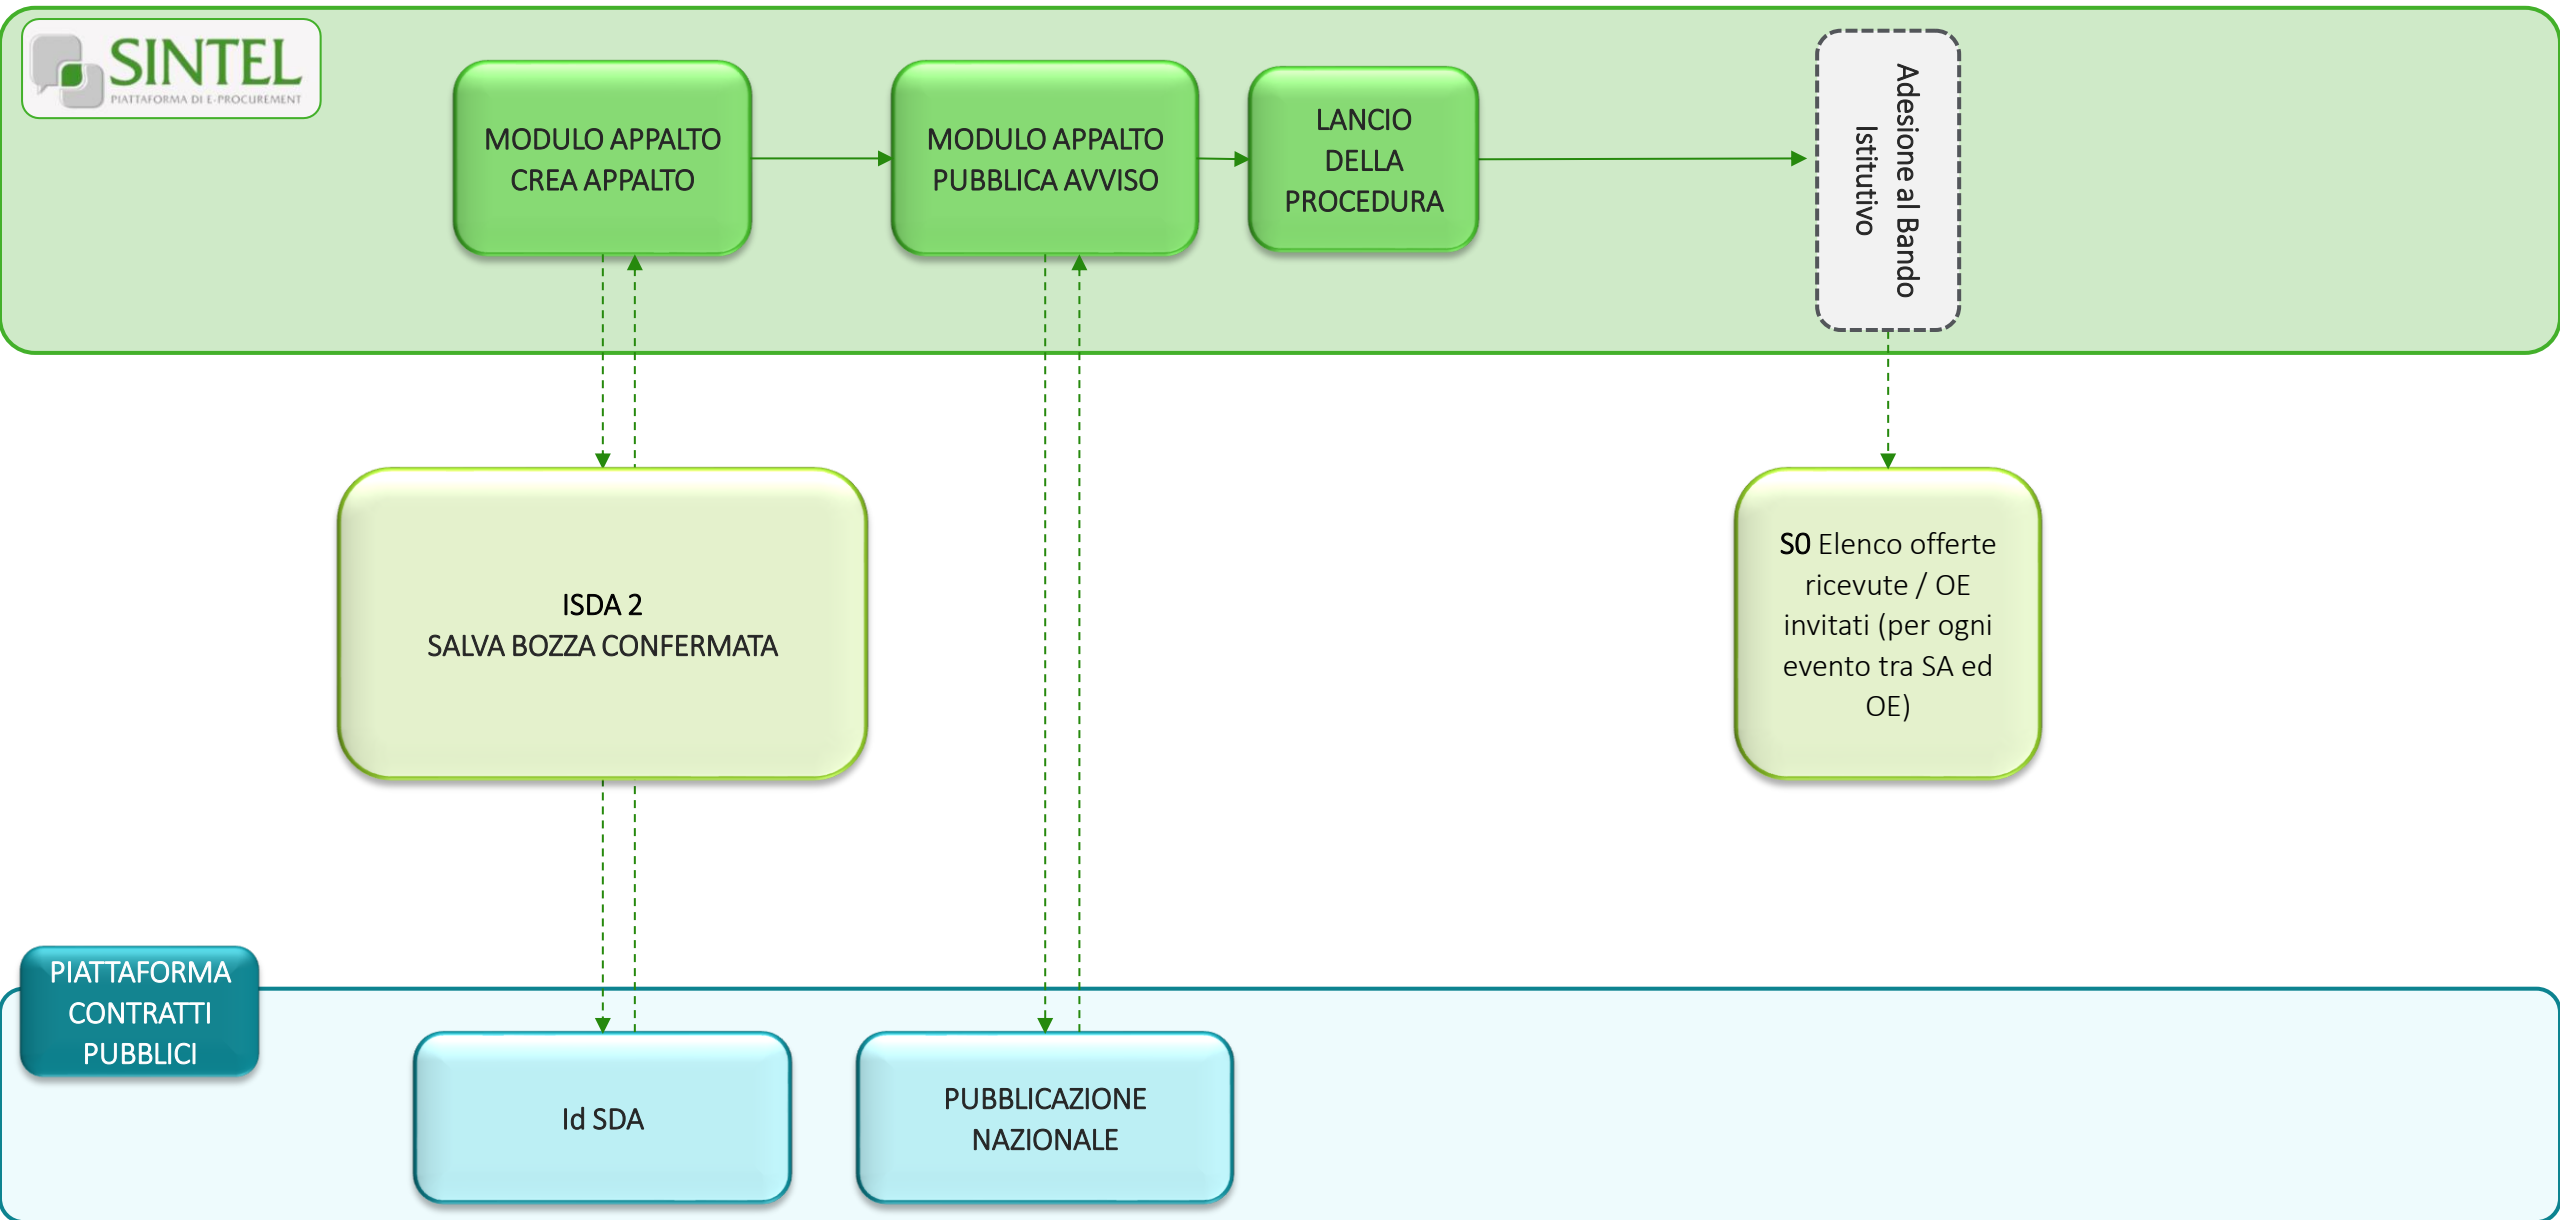 SINTEL
PIATTAFORMA DI E-PROCUREMENT
MODULO APPALTO
CREA APPALTO
MODULO APPALTO
PUBBLICA AVVISO
LANCIO
DELLA
PROCEDURA
Adesione al Bando
Istitutivo
ISDA 2
SALVA BOZZA CONFERMATA
S0 Elenco offerte
ricevute / OE
invitati (per ogni
evento tra SA ed
OE)
PIATTAFORMA
CONTRATTI
PUBBLICI
Id SDA
PUBBLICAZIONE
NAZIONALE